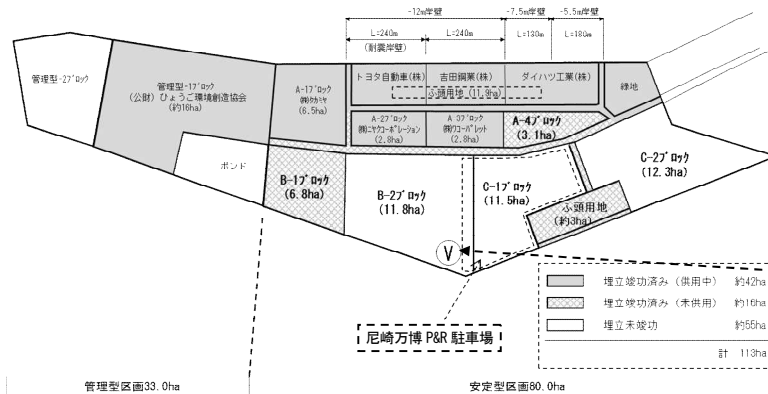 -12m岸壁 -7.5m岸壁 -5.5m岸壁
L=240m L=240m L=130m L=180m
(耐震岸壁)
管理型-2ブロック
管理型-1ブロック
(公財)ひょうご環境創造協会
(約16ha)
A-1ブロック
㈱タカミヤ
(6.5ha)
トヨタ自動車(株) 吉田鋼業(株) ダイハツ工業(株)
ふ頭用地(11.9ha)
緑地
A-2ブロック
㈱ニヤクコーポレーション
(2.8ha)
A-3ブロック
(2.8ha)
A-4ブロック
(3.1ha)
ポンド
B-1ブロック
(6.8ha)
B-2ブロック
(11.8ha)
C-1ブロック
(11.5ha)
C-2ブロック
(12.3ha)
ふ頭用地
(約3ha)
V
尼崎万博 P&R 駐車場
埋立竣功済み（供用中） 約42ha
埋立竣功済み（未供用） 約16ha
埋立未竣功 約55ha
計 113ha
管理型区画33.0ha
安定型区画80.0ha